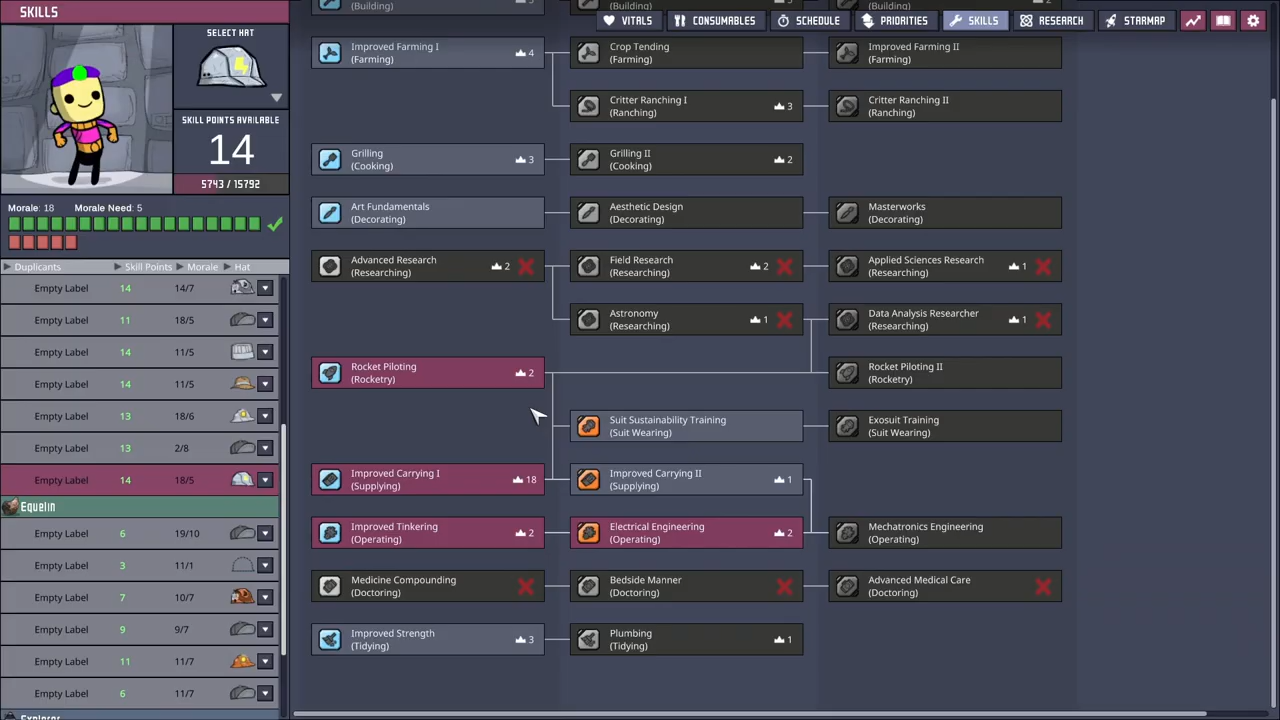 SKILLS
VITALS
CONSUMABLES
SCHEDULE
PRIORITIES
SKILLS
RESEARCH
STARMAP
SELECT HAT
SKILL POINTS AVAILABLE
14
5743 / 15792
Morale: 18 Morale Need: 5
Duplicants Skill Points Morale Hat
Empty Label 14 14/7
Empty Label 11 18/5
Empty Label 14 11/5
Empty Label 14 11/5
Empty Label 13 18/6
Empty Label 13 2/8
Empty Label 14 18/5
Equelin
Empty Label 6 19/10
Empty Label 3 11/1
Empty Label 7 10/7
Empty Label 9 9/7
Empty Label 11 11/7
Empty Label 6 11/7
Explorer
(Building)
(Building)
(Building)
Improved Farming I
(Farming)
4
Crop Tending
(Farming)
Improved Farming II
(Farming)
Critter Ranching I
(Ranching)
3
Critter Ranching II
(Ranching)
Grilling
(Cooking)
3
Grilling II
(Cooking)
2
Art Fundamentals
(Decorating)
Aesthetic Design
(Decorating)
Masterworks
(Decorating)
Advanced Research
(Researching)
2
Field Research
(Researching)
2
Applied Sciences Research
(Researching)
1
Astronomy
(Researching)
1
Data Analysis Researcher
(Researching)
1
Rocket Piloting
(Rocketry)
2
Rocket Piloting II
(Rocketry)
Suit Sustainability Training
(Suit Wearing)
Exosuit Training
(Suit Wearing)
Improved Carrying I
(Supplying)
18
Improved Carrying II
(Supplying)
1
Improved Tinkering
(Operating)
2
Electrical Engineering
(Operating)
2
Mechatronics Engineering
(Operating)
Medicine Compounding
(Doctoring)
Bedside Manner
(Doctoring)
Advanced Medical Care
(Doctoring)
Improved Strength
(Tidying)
3
Plumbing
(Tidying)
1